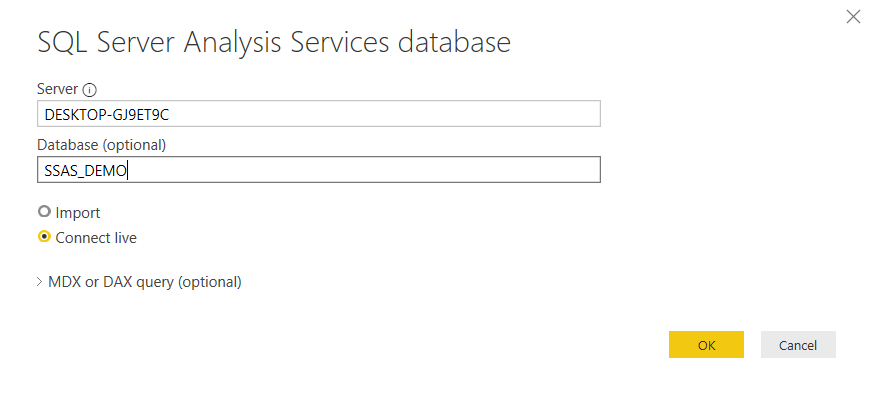 SQL Server Analysis Services database
Server
DESKTOP-GJ9ET9C
Database (optional)
SSAS_DEMO
Import
Connect live
MDX or DAX query (optional)
OK Cancel